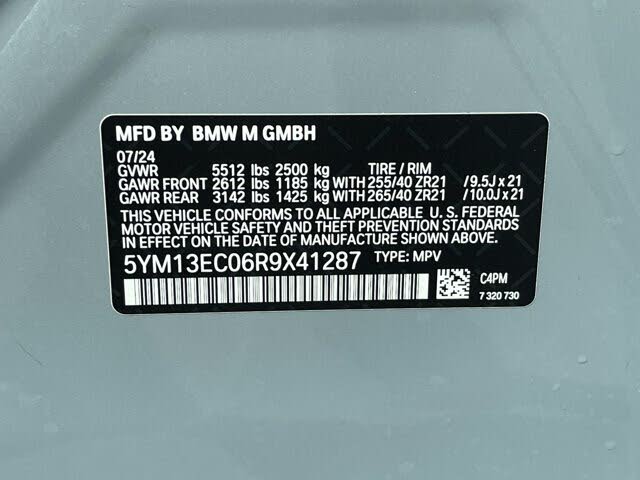 MFD BY BMW M GMBH
07/24
GVWR 5512 lbs 2500 kg TIRE / RIM
GAWR FRONT 2612 lbs 1185 kg WITH 255/40 ZR21 /9.5J x 21
GAWR REAR 3142 lbs 1425 kg WITH 265/40 ZR21 /10.0J x 21
THIS VEHICLE CONFORMS TO ALL APPLICABLE U. S. FEDERAL
MOTOR VEHICLE SAFETY AND THEFT PREVENTION STANDARDS
IN EFFECT ON THE DATE OF MANUFACTURE SHOWN ABOVE.
5YM13EC06R9X41287 TYPE: MPV
C4PM
7 320 730